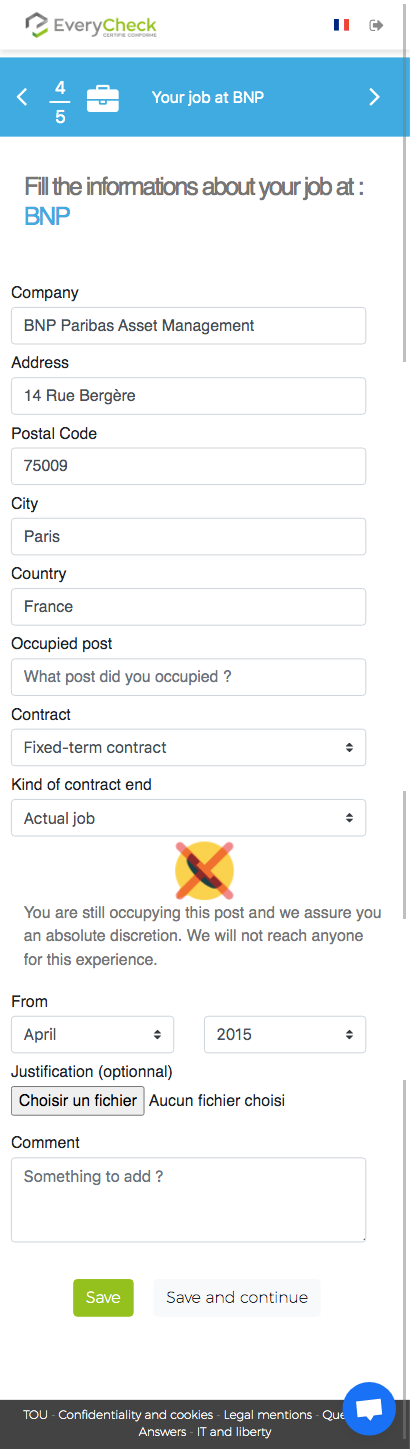 EveryCheck
CERTIFIE CONFORME
4
5
Your job at BNP
Fill the informations about your job at :
BNP
Company
BNP Paribas Asset Management
Address
14 Rue Bergère
Postal Code
75009
City
Paris
Country
France
Occupied post
What post did you occupied ?
Contract
Fixed-term contract
Kind of contract end
Actual job
You are still occupying this post and we assure you
an absolute discretion. We will not reach anyone
for this experience.
From
April 2015
Justification (optionnal)
Choisir un fichier Aucun fichier choisi
Comment
Something to add ?
Save Save and continue
TOU - Confidentiality and cookies - Legal mentions -
Answers - IT and liberty